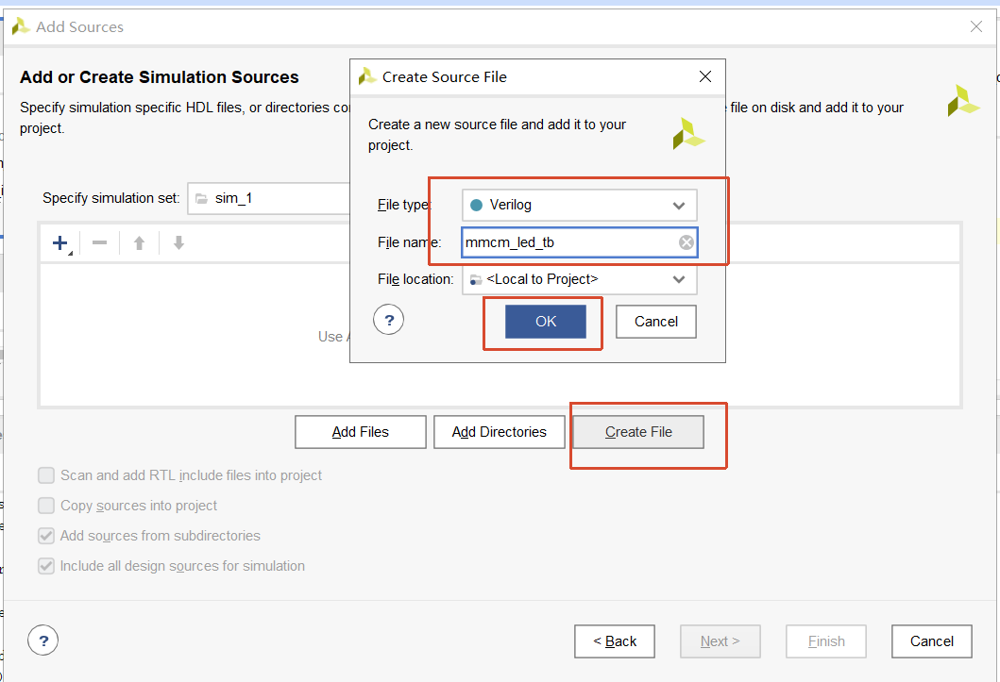 Add Sources
Add or Create Simulation Sources
Specify simulation specific HDL files, or directories
file on disk and add it to your
project.
Create Source File
Create a new source file and add it to your
project.
Specify simulation set: sim_1
File type: Verilog
File name: mmcm_led_tb
File location: <Local to Project>
? OK Cancel
Use
Add Files Add Directories Create File
Scan and add RTL include files into project
Copy sources into project
Add sources from subdirectories
Include all design sources for simulation
? < Back Next > Finish Cancel